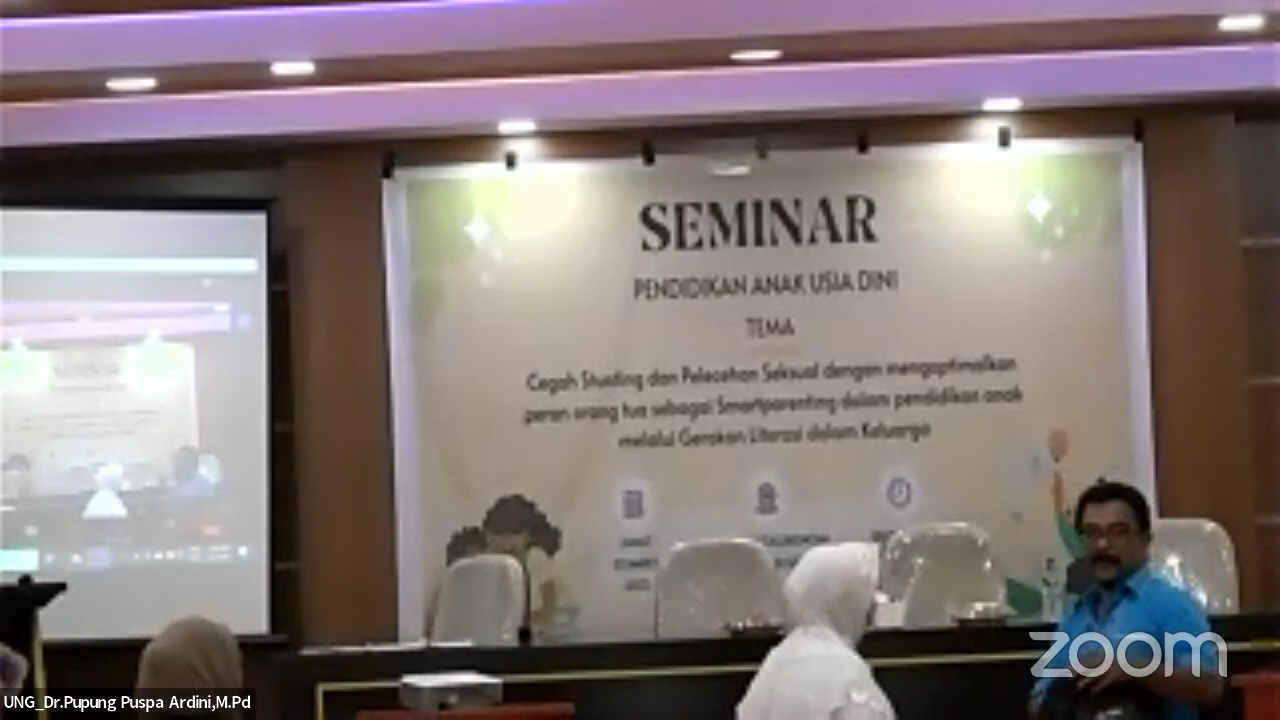 SEMINAR
PENDIDIKAN ANAK USIA DINI
TEMA
Cegah Stunting dan Pelecehan Seksual dengan mengoptimalkan
peran orang tua sebagai Smartparenting dalam pendidikan anak
melalui Gerakan Literasi dalam Keluarga
zoom
UNG_Dr.Pupung Puspa Ardini,M.Pd